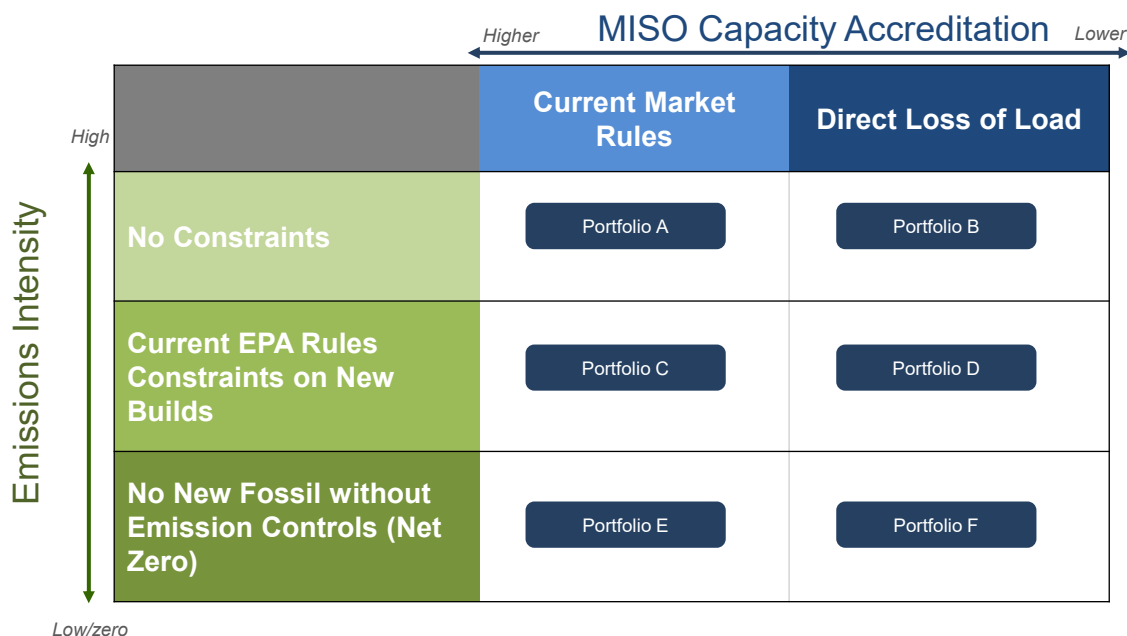 MISO Capacity Accreditation
Higher
Lower
Current Market
Rules
Direct Loss of Load
High
Emissions Intensity
No Constraints
Portfolio A
Portfolio B
Current EPA Rules
Constraints on New
Builds
Portfolio C
Portfolio D
No New Fossil without
Emission Controls (Net
Zero)
Portfolio E
Portfolio F
Low/zero